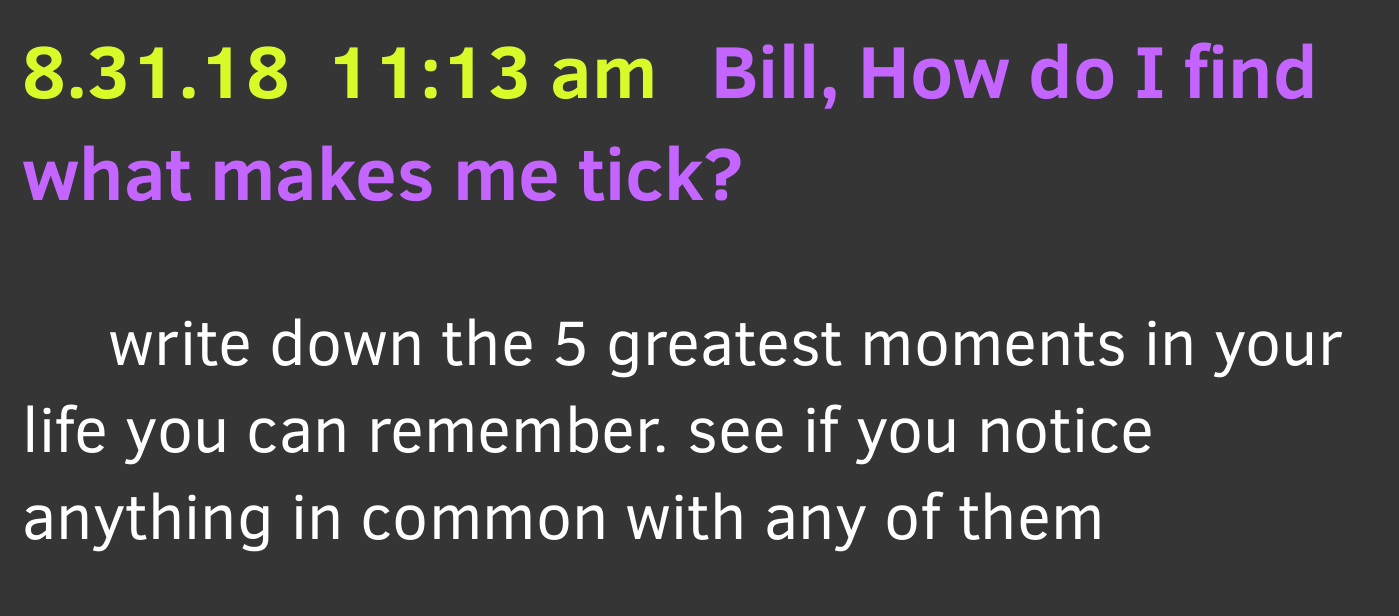 8.31.18 11:13 am Bill, How do I find
what makes me tick?
write down the 5 greatest moments in your
life you can remember. see if you notice
anything in common with any of them